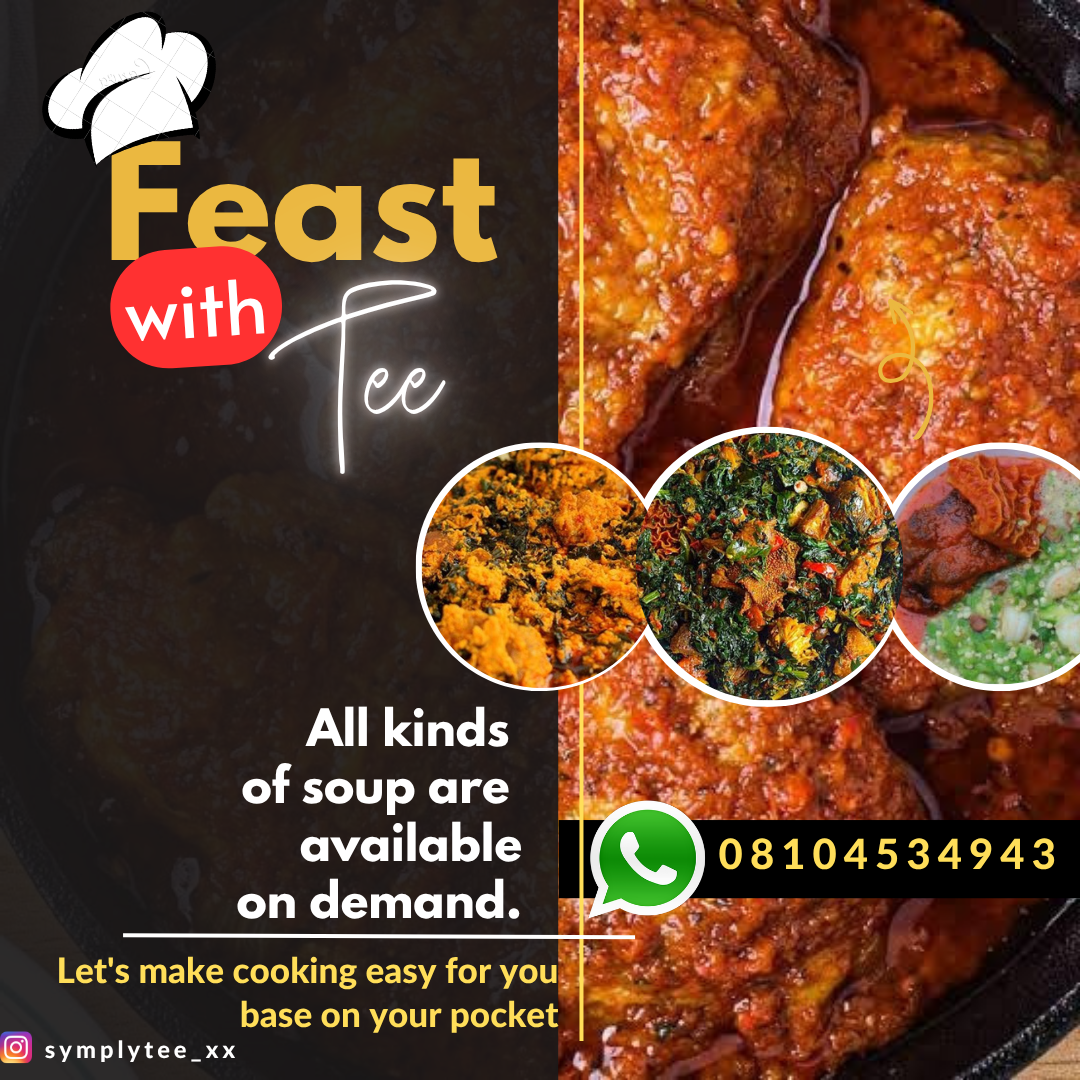 Feast
with
Tee
All kinds
of soup are
available
on demand.
08104534943
Let's make cooking easy for you
base on your pocket
symplytee_xx